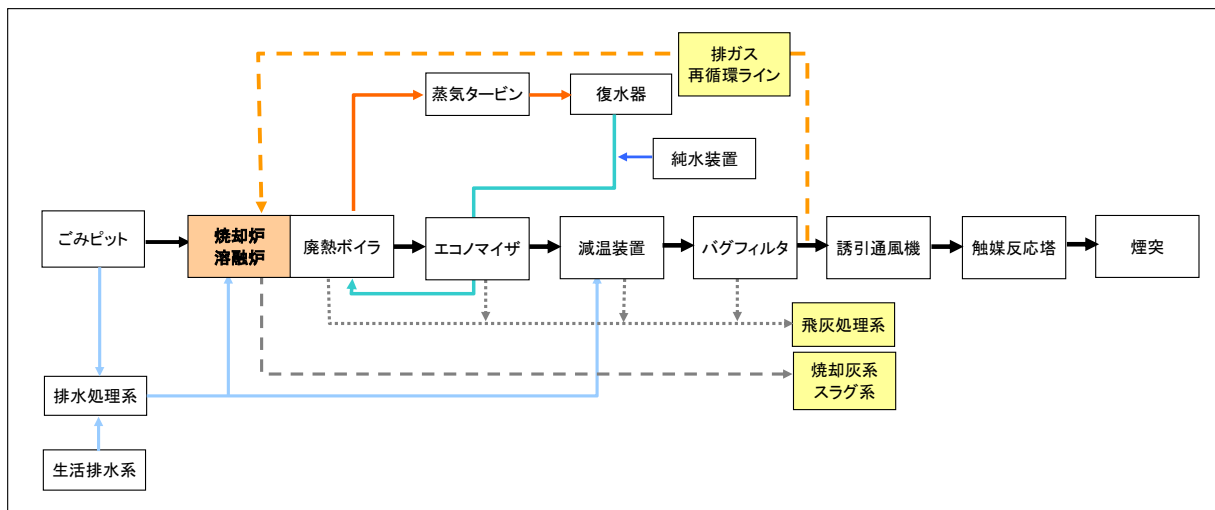 排ガス
再循環ライン
蒸気タービン
復水器
純水装置
ごみピット
焼却炉
溶融炉
廃熱ボイラ
エコノマイザ
減温装置
バグフィルタ
誘引通風機
触媒反応塔
煙突
飛灰処理系
焼却灰系
スラグ系
排水処理系
生活排水系